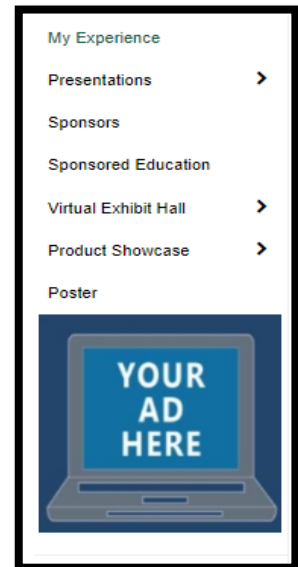 My Experience
Presentations
Sponsors
Sponsored Education
Virtual Exhibit Hall
Product Showcase
Poster
YOUR
AD
HERE